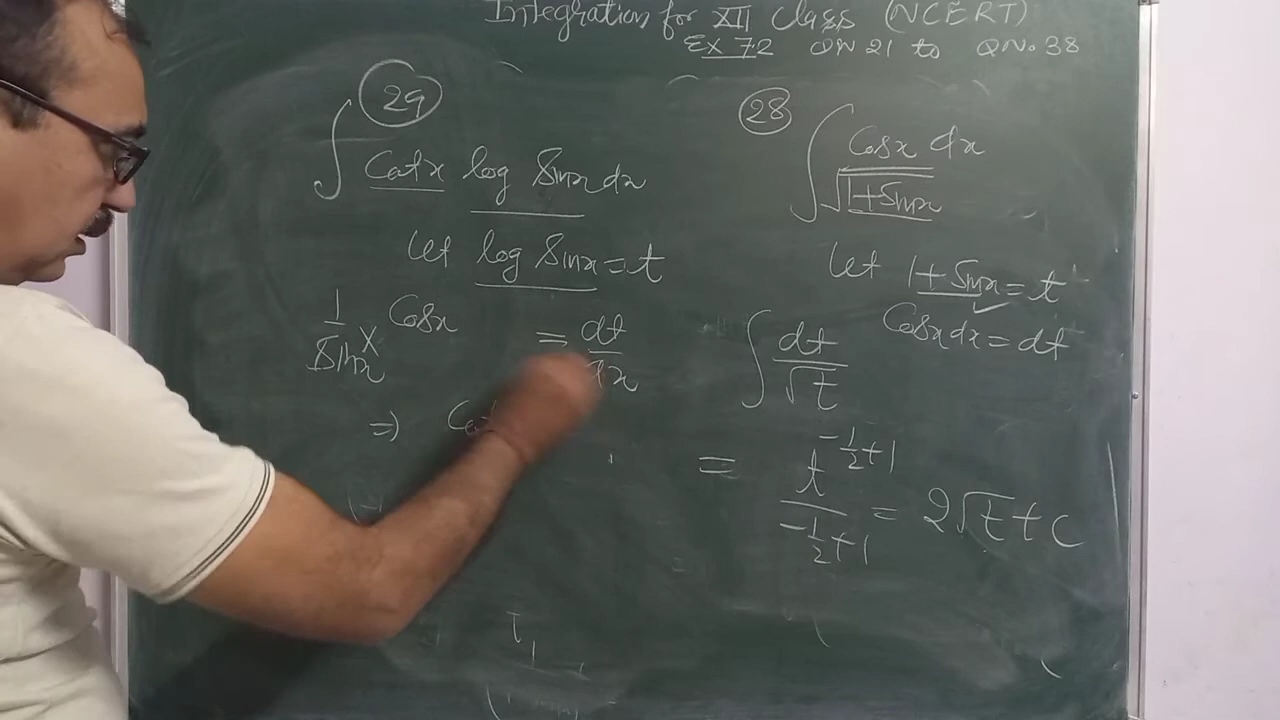 Integration for XII Class (NCERT)
Ex 7.2 QN 21 to QNo. 38
29
∫ Cotx log Sinx dx
Let log Sinx = t
1/Sinx × Cosx = dt/dx
⇒
28
∫ Cosx dx / √1+Sinx
Let 1+Sinx = t
Cosx dx = dt
∫ dt/√t
= t^(-1/2+1) / (-1/2+1) = 2√t + c